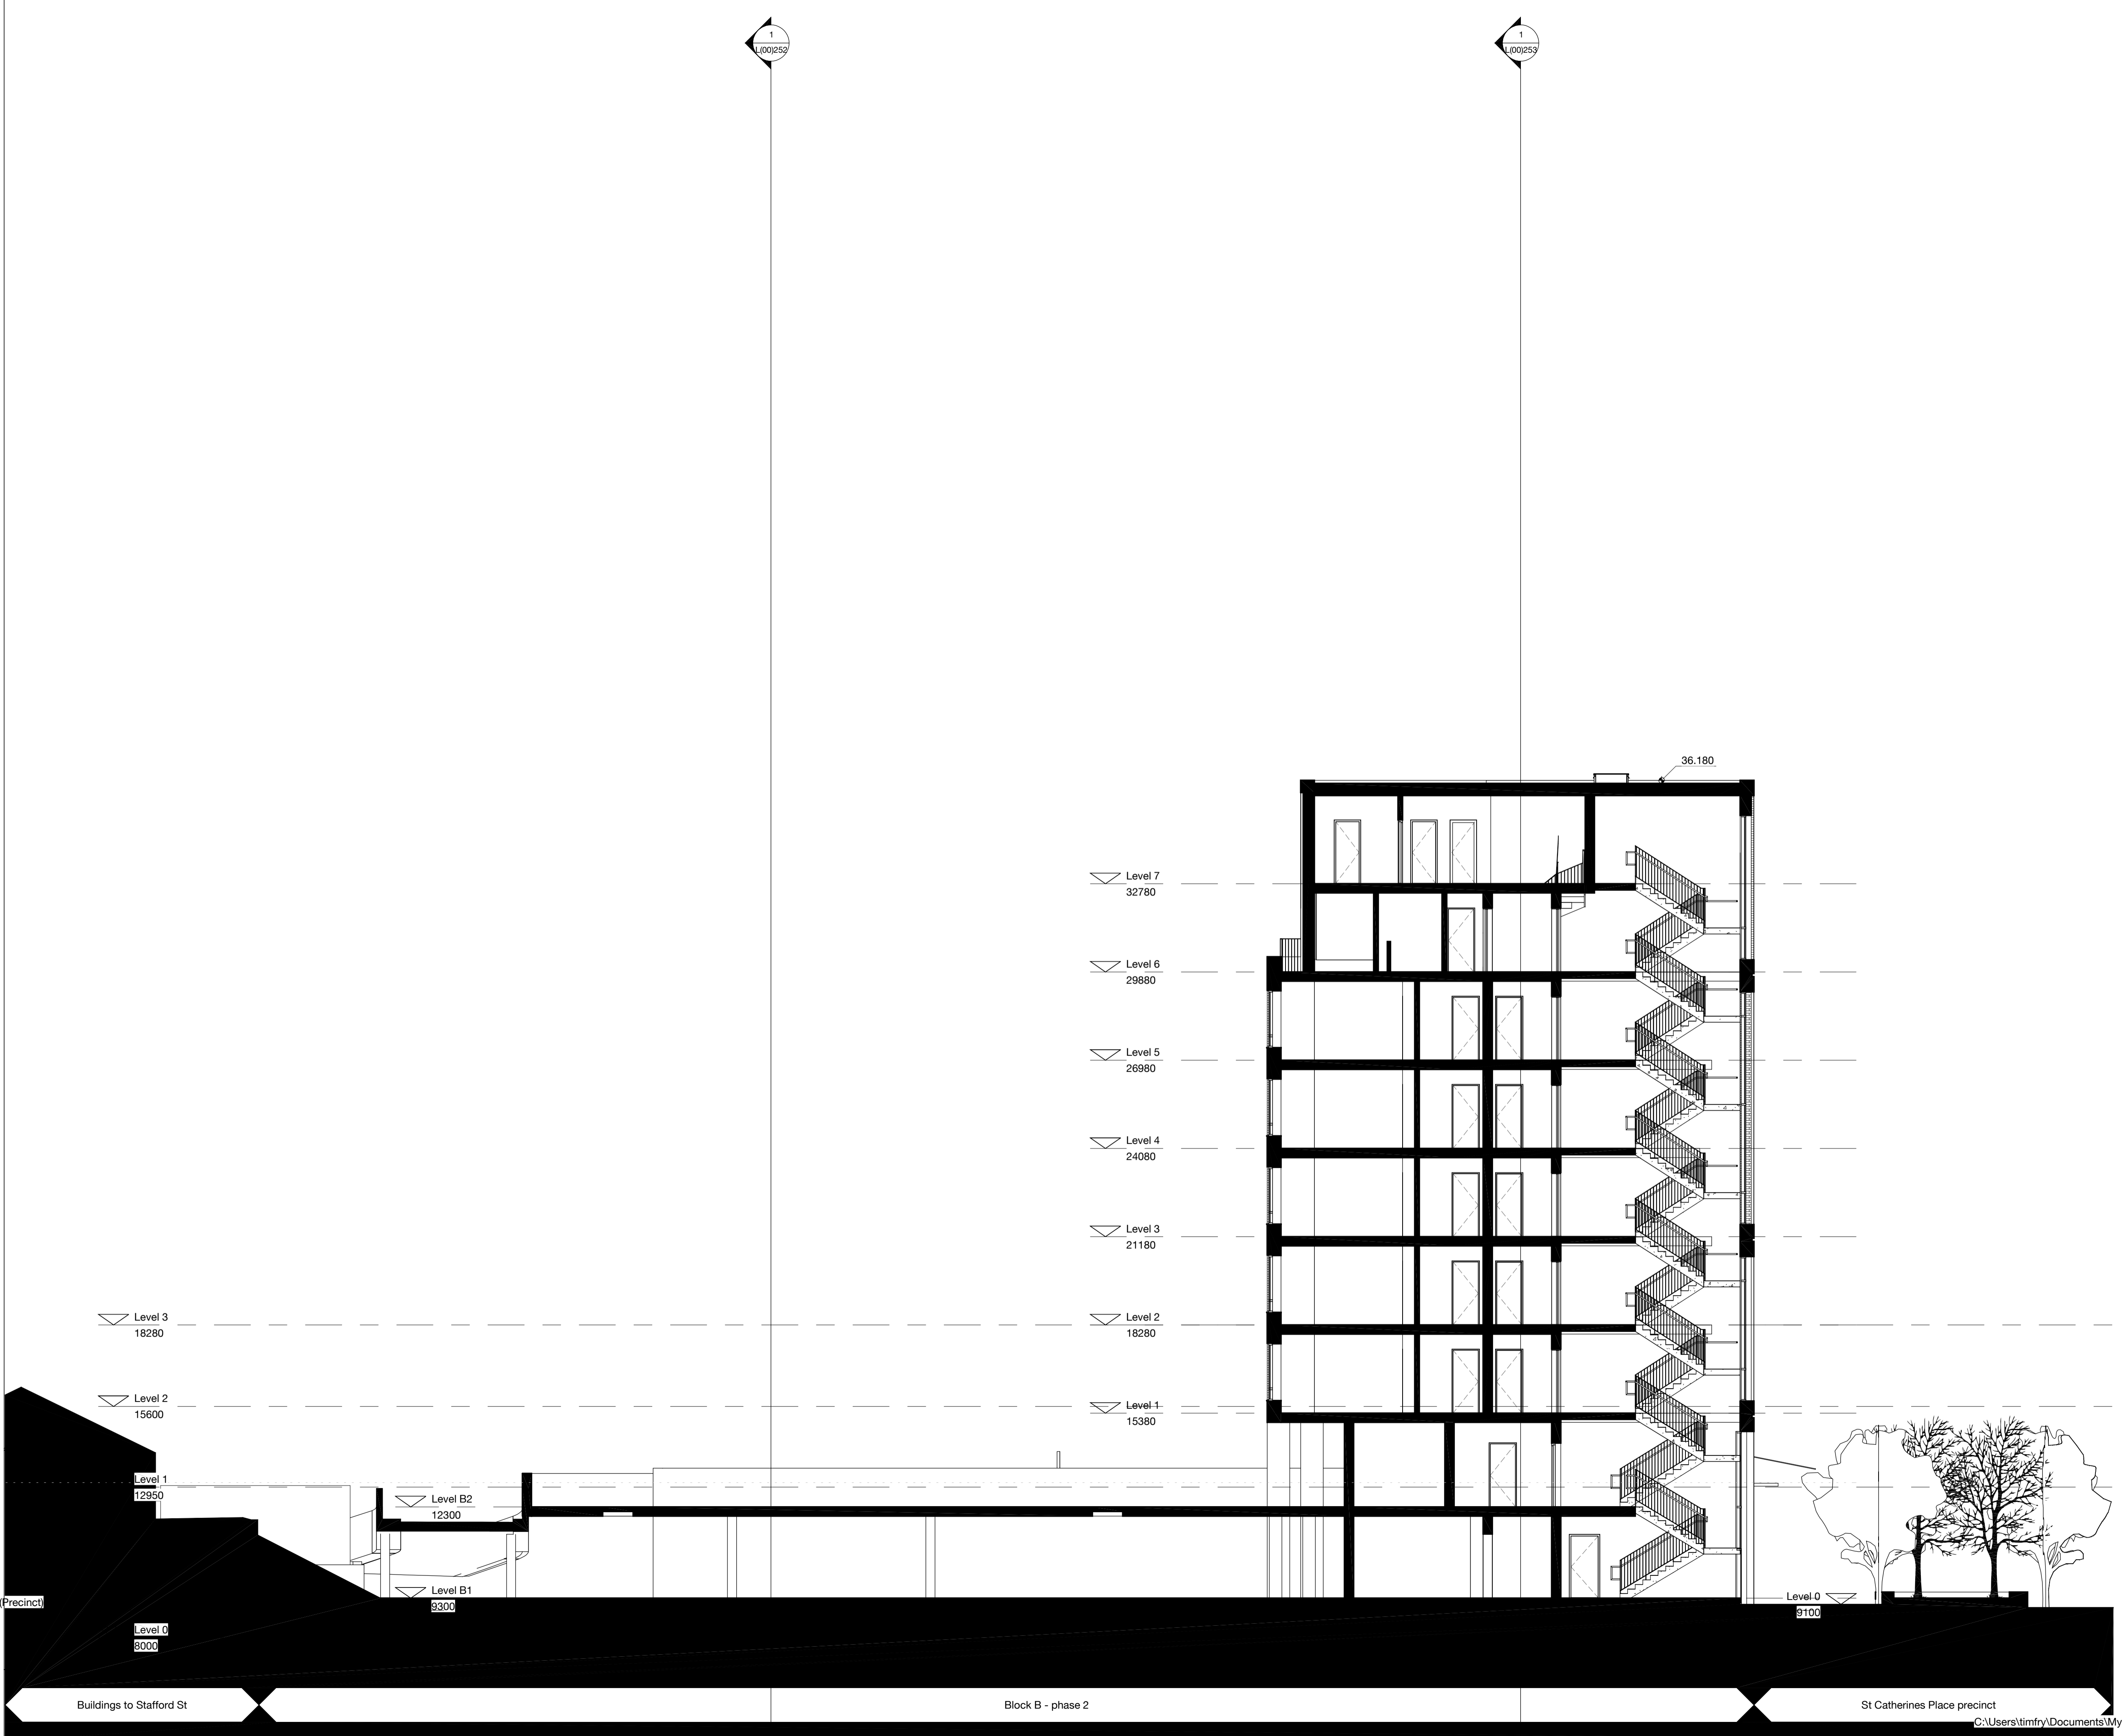 1
L(00)252
1
L(00)253
36.180
Level 7
32780
Level 6
29880
Level 5
26980
Level 4
24080
Level 3
21180
Level 3
18280
Level 2
18280
Level 2
15600
Level 1
15380
Level 1
12950
Level B2
12300
Level B1
9300
(Precinct)
Level 0
9100
Level 0
8000
Buildings to Stafford St
Block B - phase 2
St Catherines Place precinct
C:\Users\timfry\Documents\My